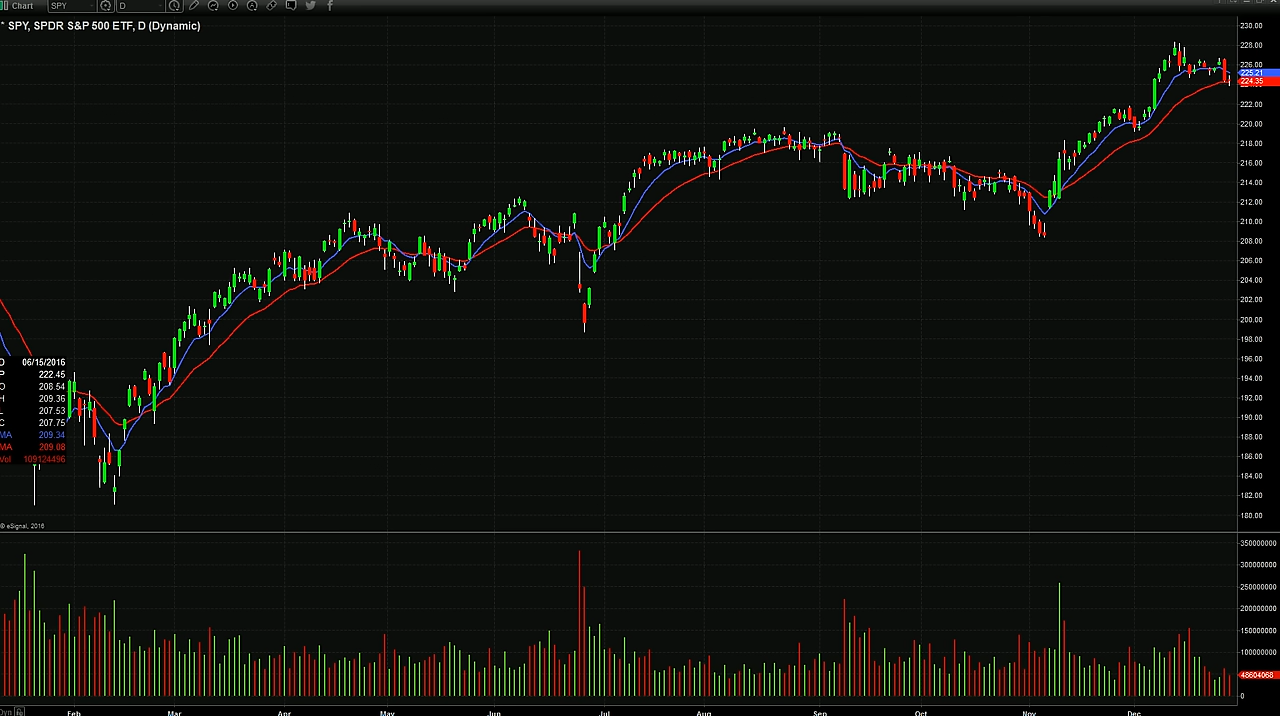 Chart SPY D
SPY, SPDR S&P 500 ETF, D (Dynamic)
230.00
228.00
226.00
225.21
224.35
222.00
220.00
218.00
216.00
214.00
212.00
210.00
208.00
206.00
204.00
202.00
200.00
198.00
196.00
194.00
192.00
190.00
188.00
186.00
184.00
182.00
180.00
D 06/15/2016
P 222.45
O 208.54
H 209.36
L 207.53
C 207.75
MA 209.34
MA 209.08
Vol 109124496
© eSignal, 2016
350000000
300000000
250000000
200000000
150000000
100000000
48604068
0
Dyn
Feb Mar Apr May Jun Jul Aug Sep Oct Nov Dec